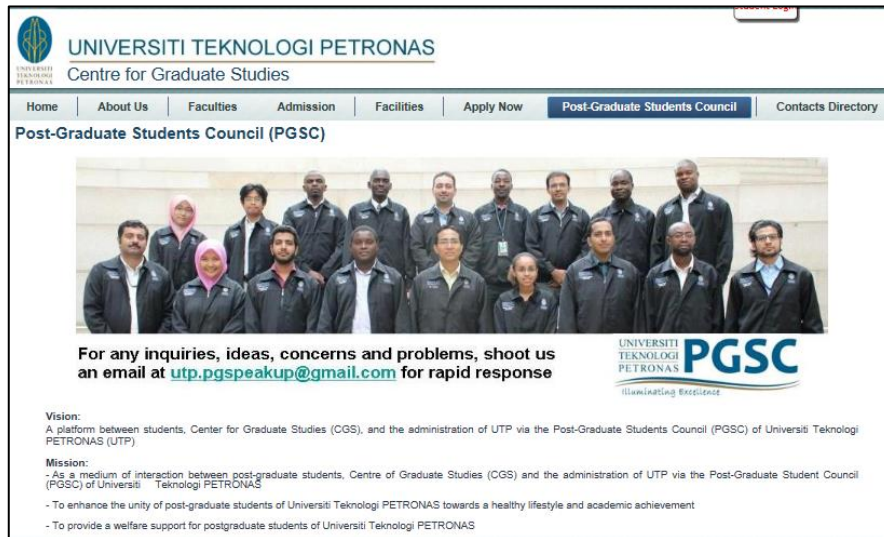 UNIVERSITI
TEKNOLOGI
PETRONAS
UNIVERSITI TEKNOLOGI PETRONAS
Centre for Graduate Studies
Home
About Us
Faculties
Admission
Facilities
Apply Now
Post-Graduate Students Council
Contacts Directory
Post-Graduate Students Council (PGSC)
For any inquiries, ideas, concerns and problems, shoot us
an email at utp.pgspeakup@gmail.com for rapid response
UNIVERSITI
TEKNOLOGI
PETRONAS
PGSC
Illuminating Excellence
Vision:
A platform between students, Center for Graduate Studies (CGS), and the administration of UTP via the Post-Graduate Students Council (PGSC) of Universiti Teknologi
PETRONAS (UTP)
Mission:
- As a medium of interaction between post-graduate students, Centre of Graduate Studies (CGS) and the administration of UTP via the Post-Graduate Student Council
(PGSC) of Universiti Teknologi PETRONAS
- To enhance the unity of post-graduate students of Universiti Teknologi PETRONAS towards a healthy lifestyle and academic achievement
- To provide a welfare support for postgraduate students of Universiti Teknologi PETRONAS